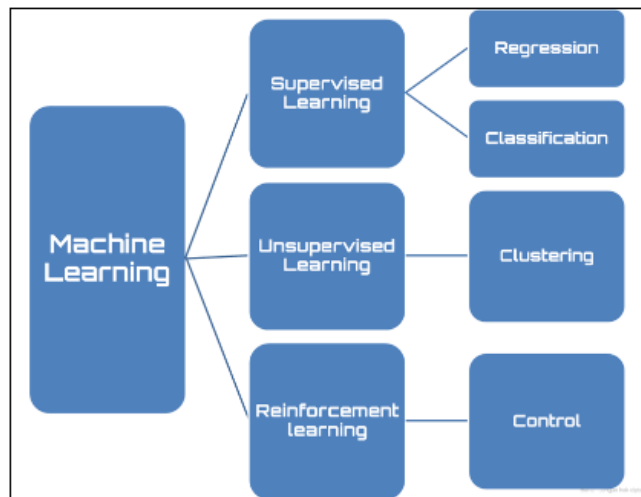 Machine
Learning
Supervised
Learning
Regression
Classification
Unsupervised
Learning
Clustering
Reinforcement
learning
Control